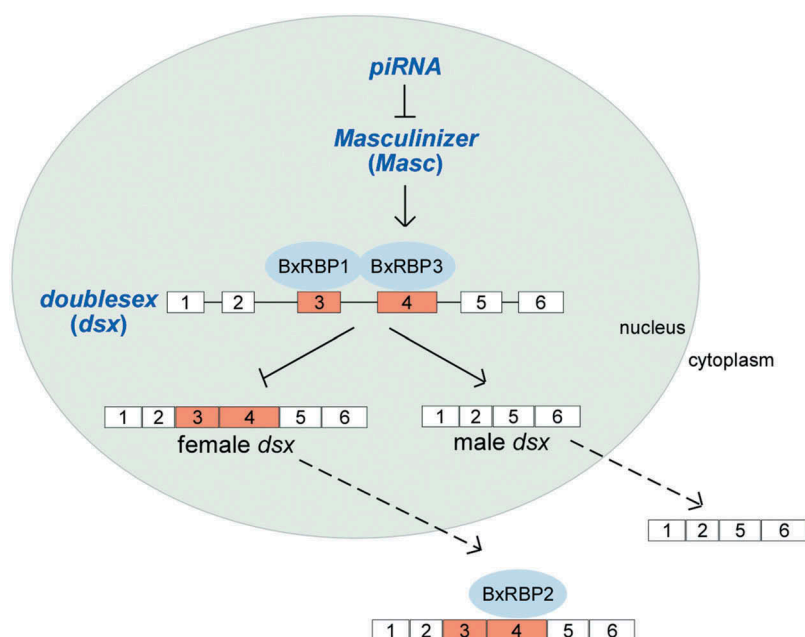 piRNA
Masculinizer
(Masc)
BxRBP1 BxRBP3
doublesex
(dsx)
1 2 3 4 5 6
nucleus
cytoplasm
1 2 3 4 5 6
female dsx
1 2 5 6
male dsx
1 2 5 6
BxRBP2
1 2 3 4 5 6